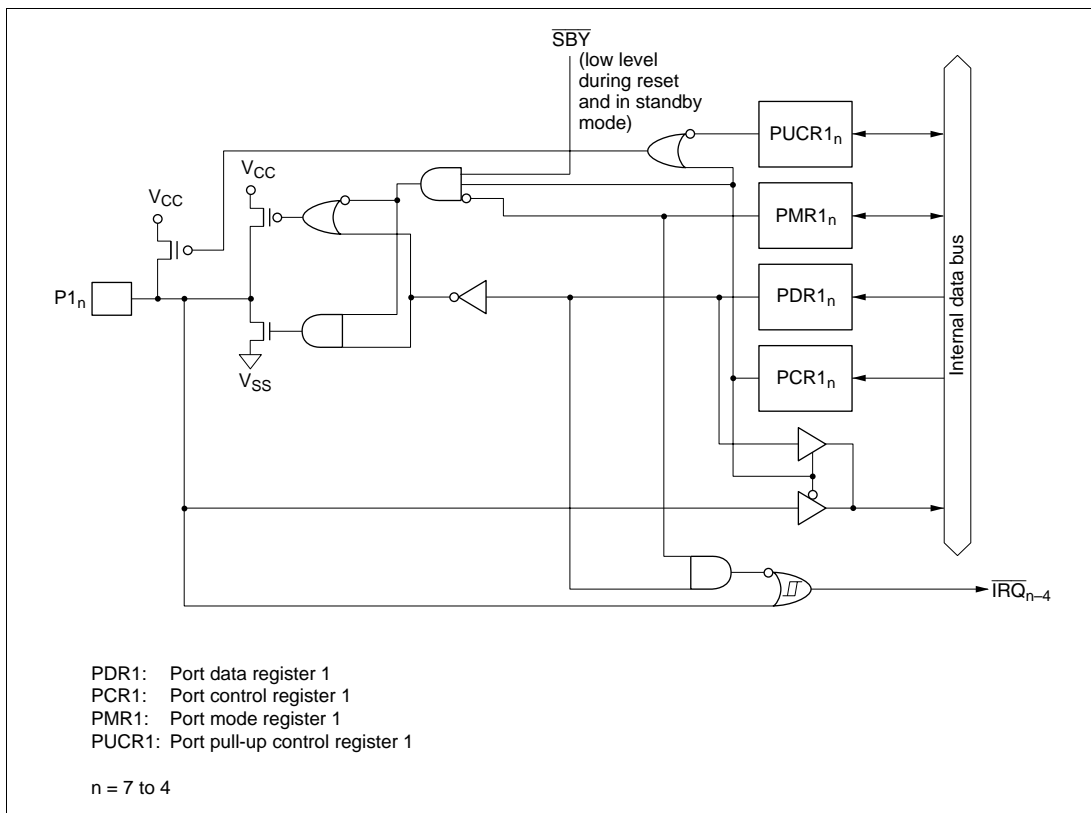 SBY
(low level
during reset
and in standby
mode)
PUCR1n
VCC
VCC
PMR1n
P1n
PDR1n
Internal data bus
VSS
PCR1n
IRQn–4
PDR1: Port data register 1
PCR1: Port control register 1
PMR1: Port mode register 1
PUCR1: Port pull-up control register 1
n = 7 to 4